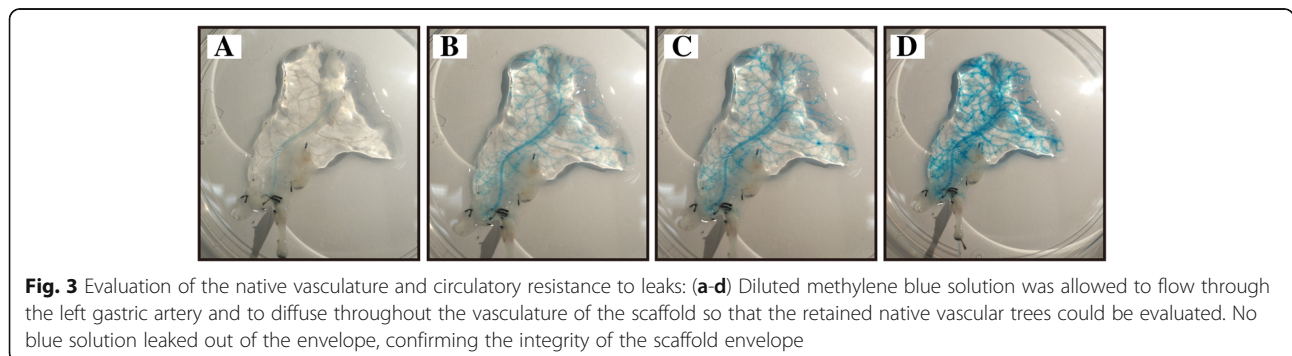 A B C D
Fig. 3 Evaluation of the native vasculature and circulatory resistance to leaks: (a-d) Diluted methylene blue solution was allowed to flow through
the left gastric artery and to diffuse throughout the vasculature of the scaffold so that the retained native vascular trees could be evaluated. No
blue solution leaked out of the envelope, confirming the integrity of the scaffold envelope